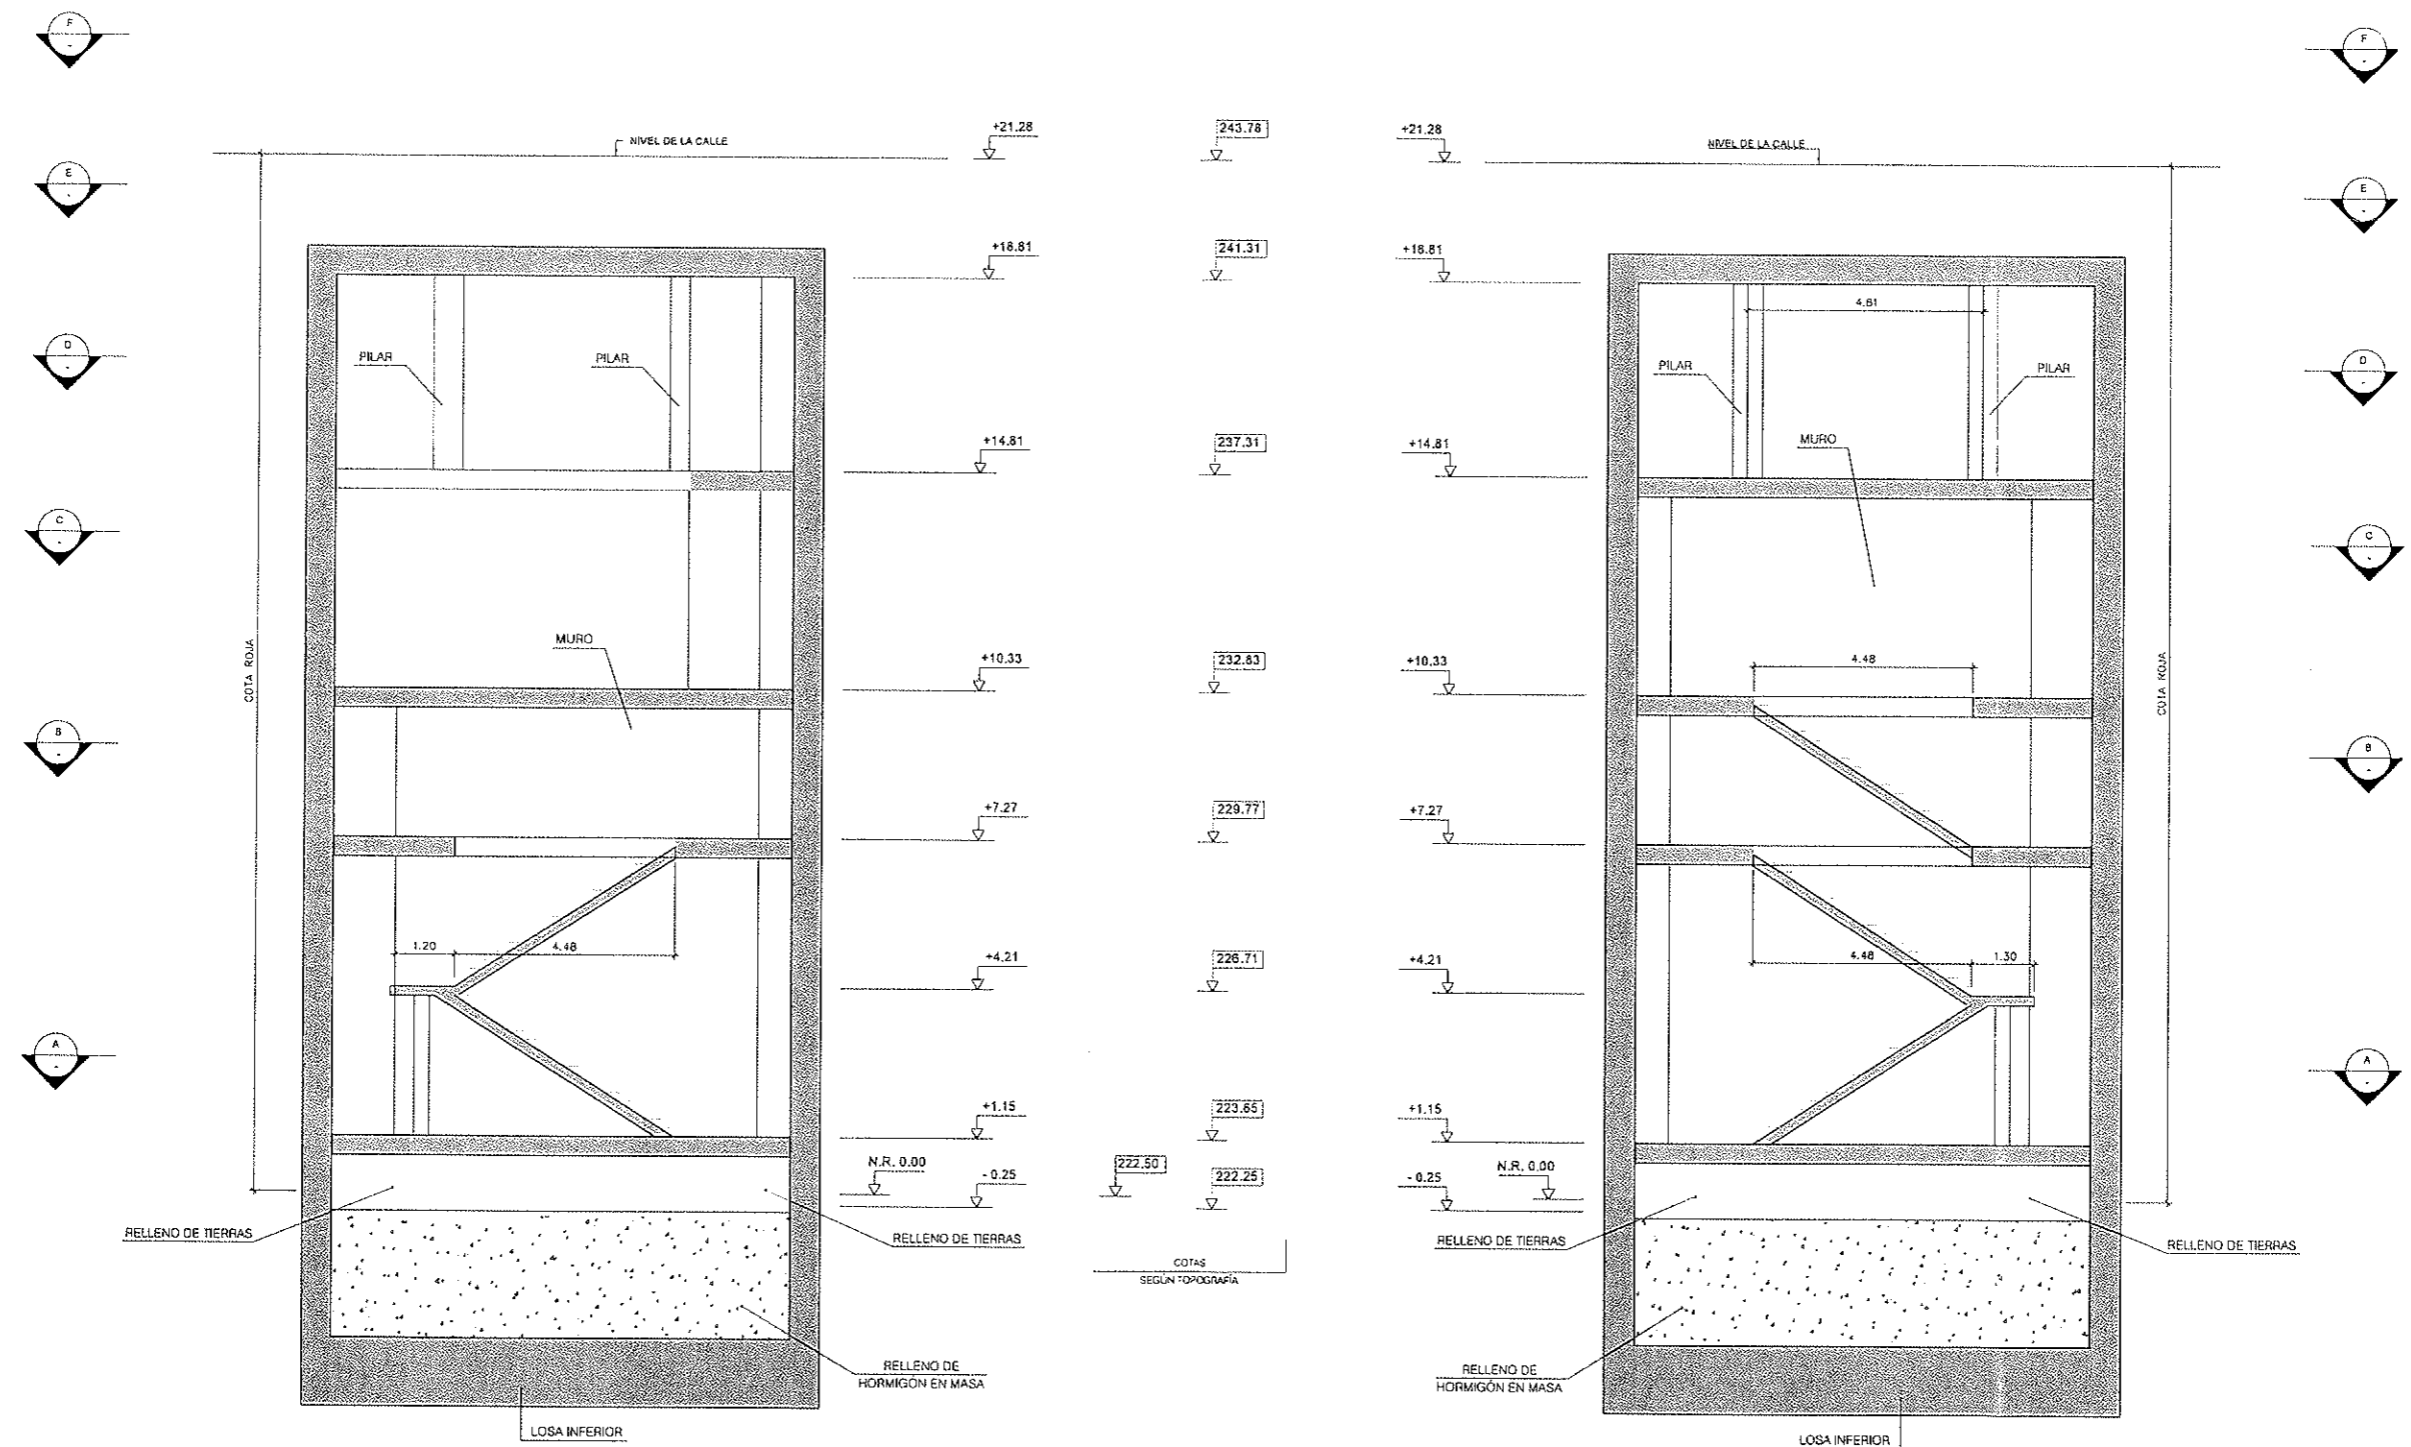 F
F
+21.28
243.78
+21.28
NIVEL DE LA CALLE
NIVEL DE LA CALLE
E
E
+18.81
241.31
+18.81
4.61
D
D
PILAR
PILAR
PILAR
PILAR
+14.81
237.31
+14.81
MURO
C
C
MURO
COTA ROJA
COTA ROJA
+10.33
232.83
+10.33
4.48
B
B
+7.27
229.77
+7.27
1.20
4.48
+4.21
226.71
+4.21
4.48
1.30
A
A
+1.15
223.65
+1.15
N.R. 0.00
222.50
N.R. 0.00
- 0.25
222.25
- 0.25
RELLENO DE TIERRAS
RELLENO DE TIERRAS
RELLENO DE TIERRAS
RELLENO DE TIERRAS
COTAS
SEGÚN TOPOGRAFÍA
RELLENO DE
HORMIGÓN EN MASA
RELLENO DE
HORMIGÓN EN MASA
LOSA INFERIOR
LOSA INFERIOR